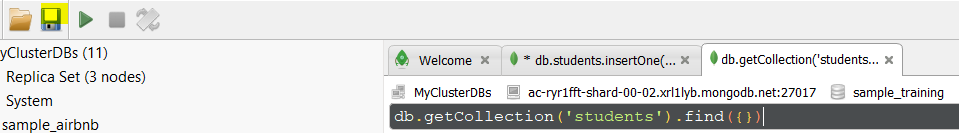 yClusterDBs (11)
Replica Set (3 nodes)
System
sample_airbnb
Welcome
* db.students.insertOne(...
db.getCollection('students...
MyClusterDBs
ac-ryr1fft-shard-00-02.xrl1lyb.mongodb.net:27017
sample_training
db.getCollection('students').find({})